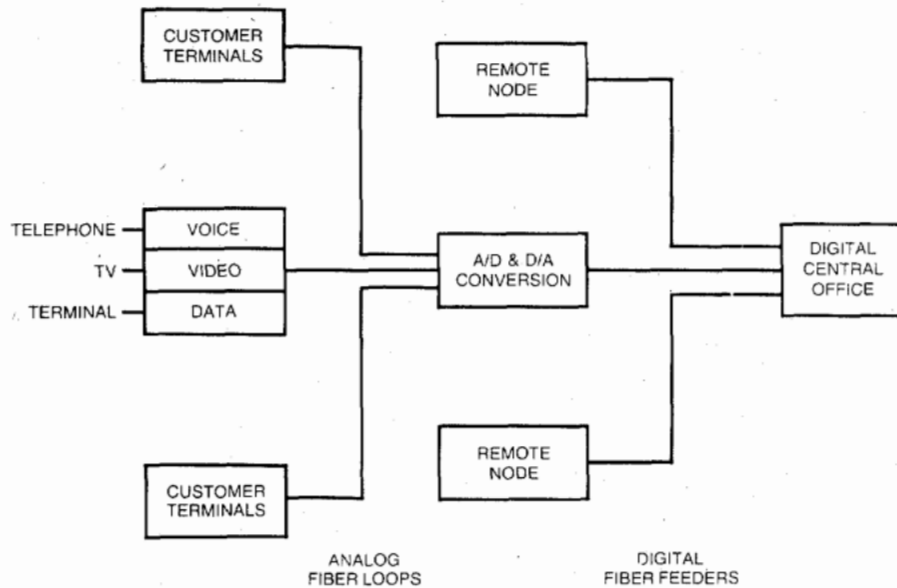 CUSTOMER
TERMINALS
REMOTE
NODE
TELEPHONE
VOICE
TV
VIDEO
TERMINAL
DATA
A/D & D/A
CONVERSION
DIGITAL
CENTRAL
OFFICE
CUSTOMER
TERMINALS
REMOTE
NODE
ANALOG
FIBER LOOPS
DIGITAL
FIBER FEEDERS